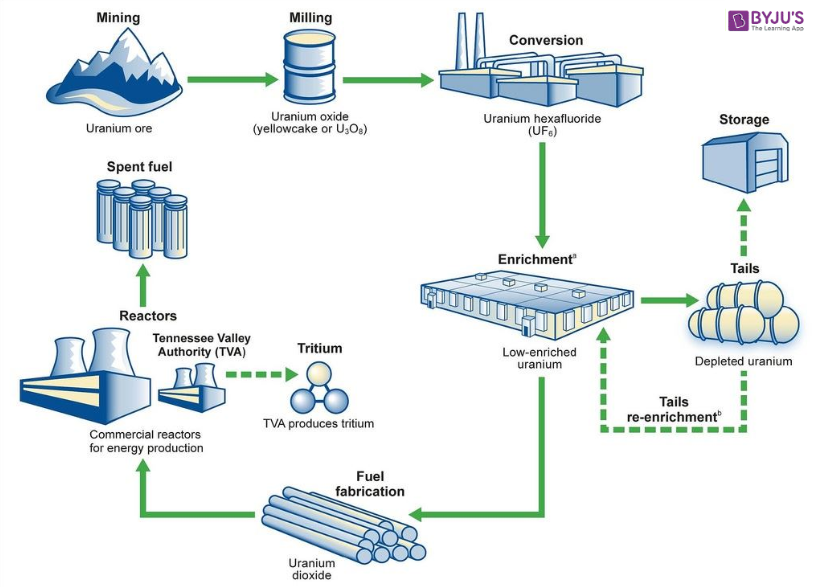 Mining
Uranium ore
Milling
Uranium oxide
(yellowcake or U₃O₈)
Conversion
Uranium hexafluoride
(UF₆)
BYJU'S
The Learning App
Storage
Spent fuel
Enrichmentᵃ
Low-enriched
uranium
Tails
Depleted uranium
Tails
re-enrichmentᵇ
Reactors
Commercial reactors
for energy production
Tennessee Valley
Authority (TVA)
Tritium
TVA produces tritium
Fuel
fabrication
Uranium
dioxide